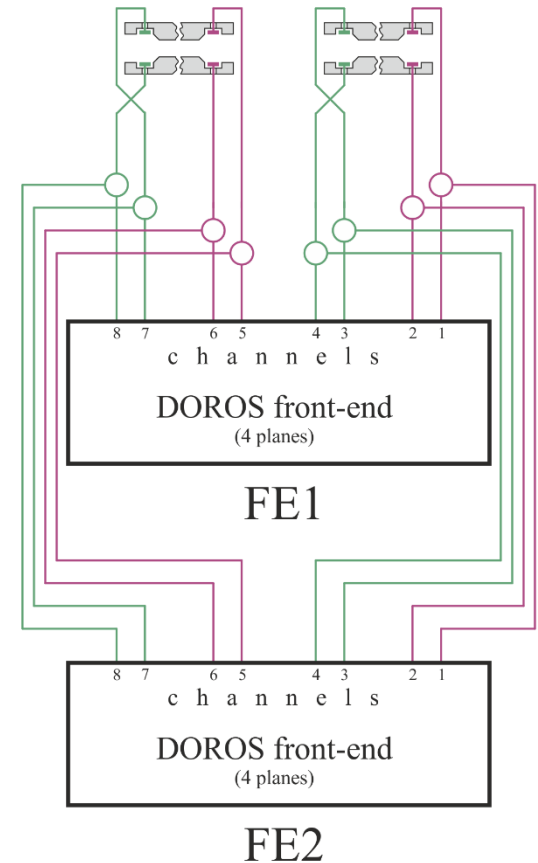 8 7 6 5 4 3 2 1
c h a n n e l s
DOROS front-end
(4 planes)
FE1
8 7 6 5 4 3 2 1
c h a n n e l s
DOROS front-end
(4 planes)
FE2